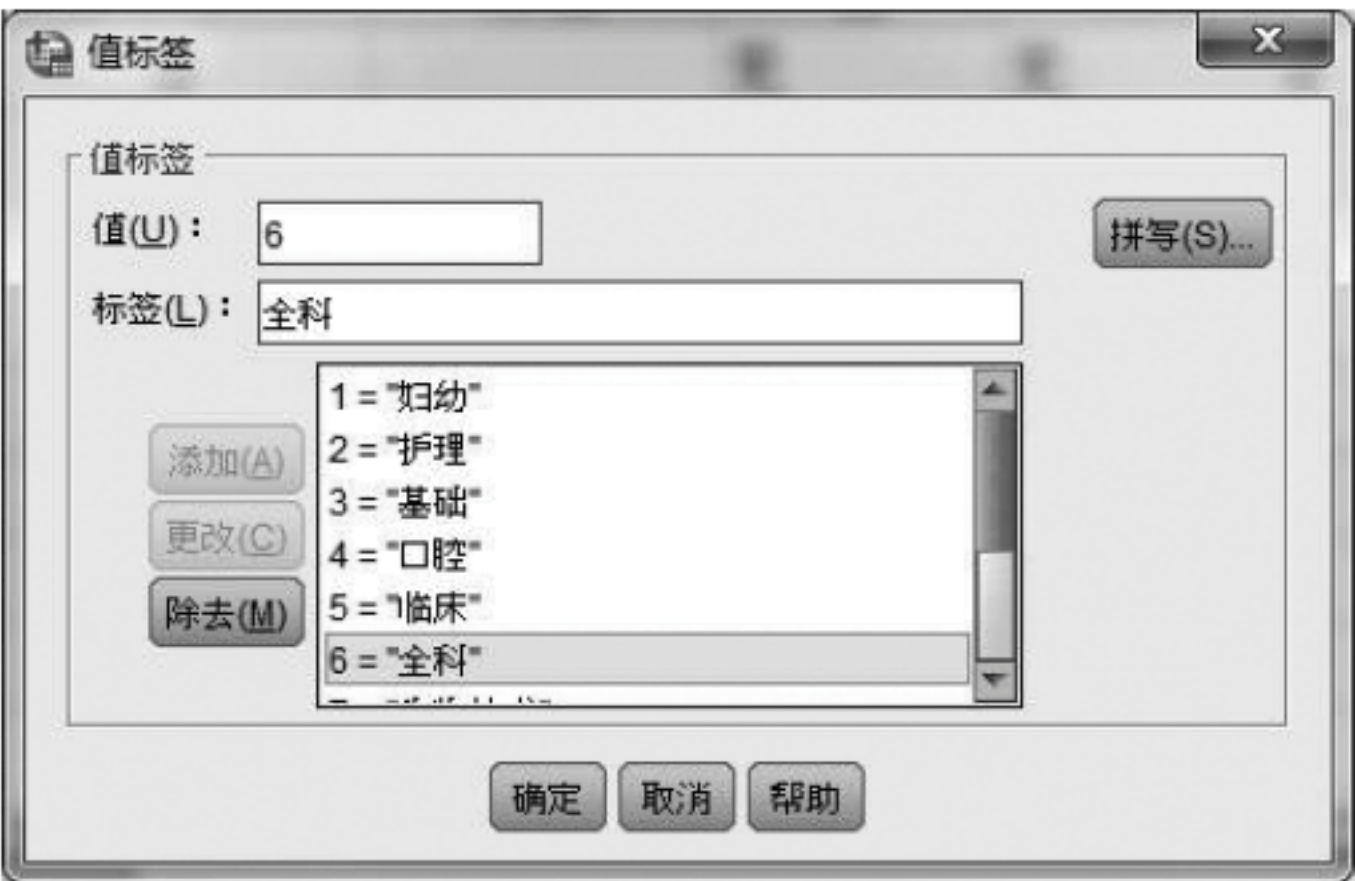 值标签
值标签
值(U)： 6 拼写(S)...
标签(L)： 全科
1 = "妇幼"
添加(A) 2 = "护理"
3 = "基础"
更改(C) 4 = "口腔"
除去(M) 5 = "临床"
6 = "全科"
确定 取消 帮助